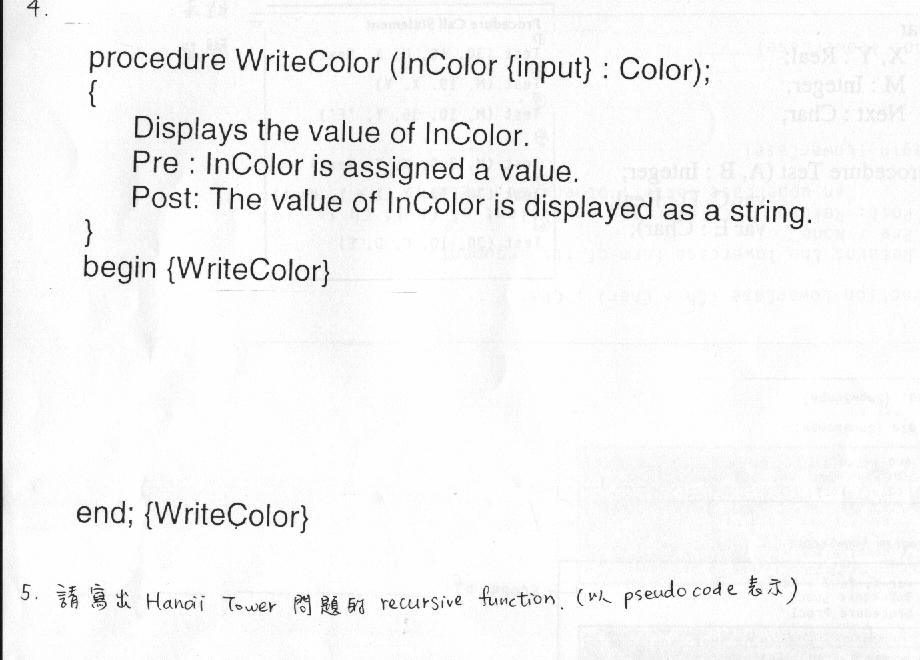 4.
procedure WriteColor (InColor {input} : Color);
{
Displays the value of InColor.
Pre : InColor is assigned a value.
Post: The value of InColor is displayed as a string.
}
begin {WriteColor}
end; {WriteColor}
5. 請寫出 Hanoii Tower 問題的 recursive function. (以 pseudo code 表示)